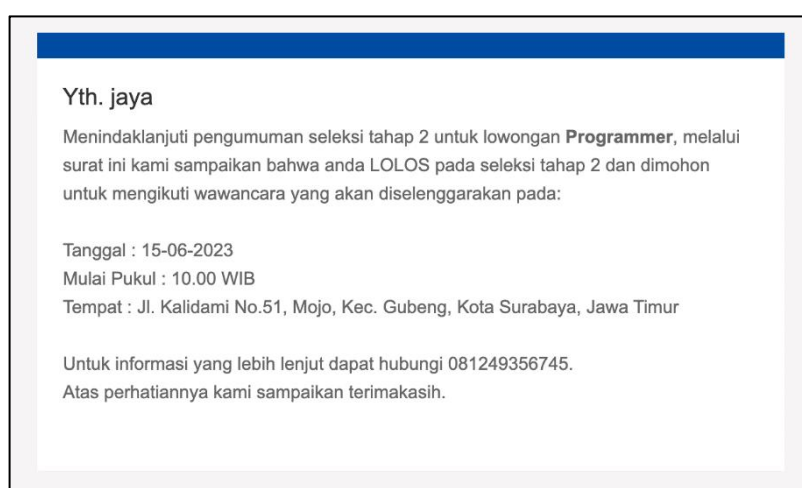 Yth. jaya
Menindaklanjuti pengumuman seleksi tahap 2 untuk lowongan Programmer, melalui
surat ini kami sampaikan bahwa anda LOLOS pada seleksi tahap 2 dan dimohon
untuk mengikuti wawancara yang akan diselenggarakan pada:
Tanggal : 15-06-2023
Mulai Pukul : 10.00 WIB
Tempat : Jl. Kalidami No.51, Mojo, Kec. Gubeng, Kota Surabaya, Jawa Timur
Untuk informasi yang lebih lenjut dapat hubungi 081249356745.
Atas perhatiannya kami sampaikan terimakasih.